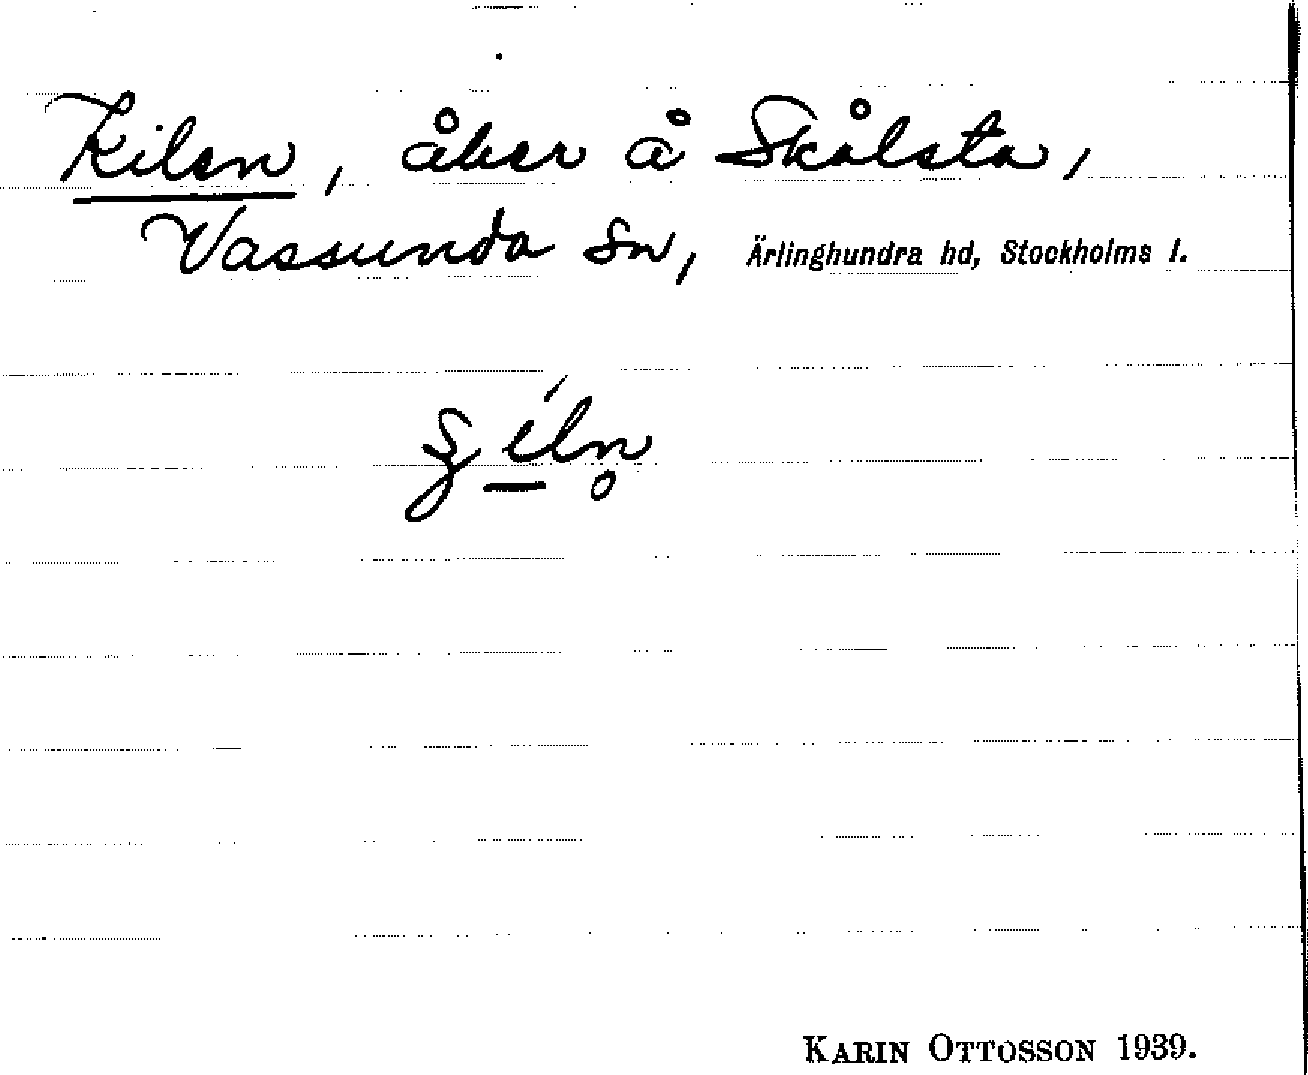 Kilen, åker å Skålsta,
Vassunda sn, Ärlinghundra hd, Stockholms l.
KARIN OTTOSSON 1939.